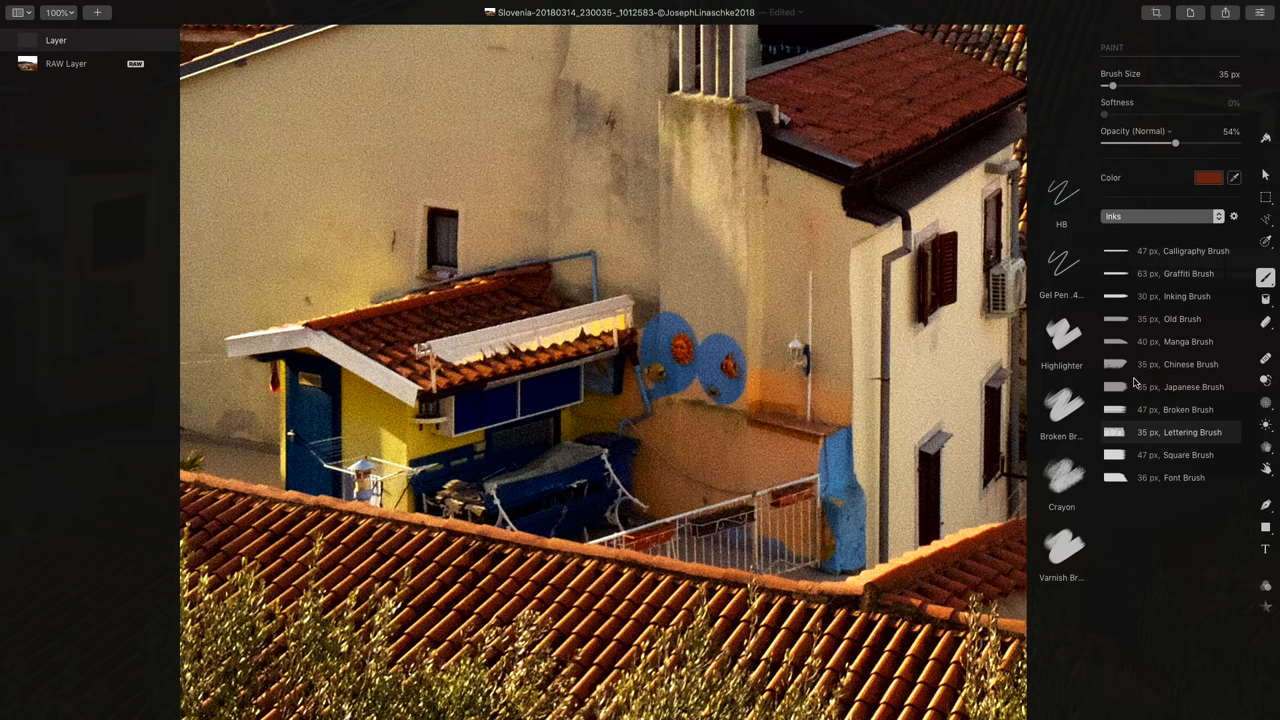 100%
Slovenia-20180314_230035-_1012583-©JosephLinaschke2018 — Edited
Layer
RAW Layer RAW
PAINT
Brush Size 35 px
Softness 0%
Opacity (Normal) 54%
Color
Inks
HB
Gel Pen .4...
Highlighter
Broken Br...
Crayon
Varnish Br...
47 px, Calligraphy Brush
63 px, Graffiti Brush
30 px, Inking Brush
35 px, Old Brush
40 px, Manga Brush
35 px, Chinese Brush
px, Japanese Brush
47 px, Broken Brush
35 px, Lettering Brush
47 px, Square Brush
36 px, Font Brush
T